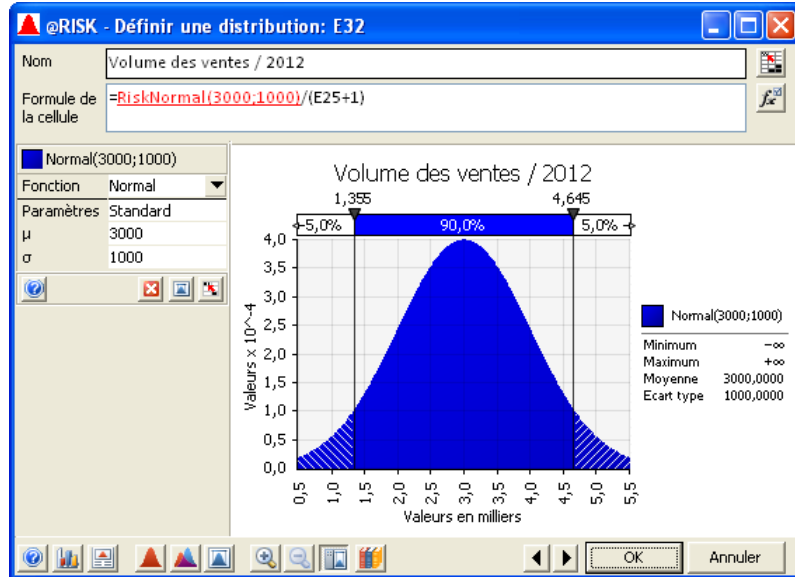 @RISK - Définir une distribution: E32
Nom
Volume des ventes / 2012
Formule de la cellule
=RiskNormal(3000;1000)/(E25+1)
Normal(3000;1000)
Fonction Normal
Paramètres Standard
μ 3000
σ 1000
Volume des ventes / 2012
1,355 4,645
5,0% 90,0% 5,0%
4,0
3,5
3,0
2,5
2,0
1,5
1,0
0,5
0,0
Valeurs x 10^-4
0,5 1,0 1,5 2,0 2,5 3,0 3,5 4,0 4,5 5,0 5,5
Valeurs en milliers
Normal(3000;1000)
Minimum -∞
Maximum +∞
Moyenne 3000,0000
Ecart type 1000,0000
OK Annuler